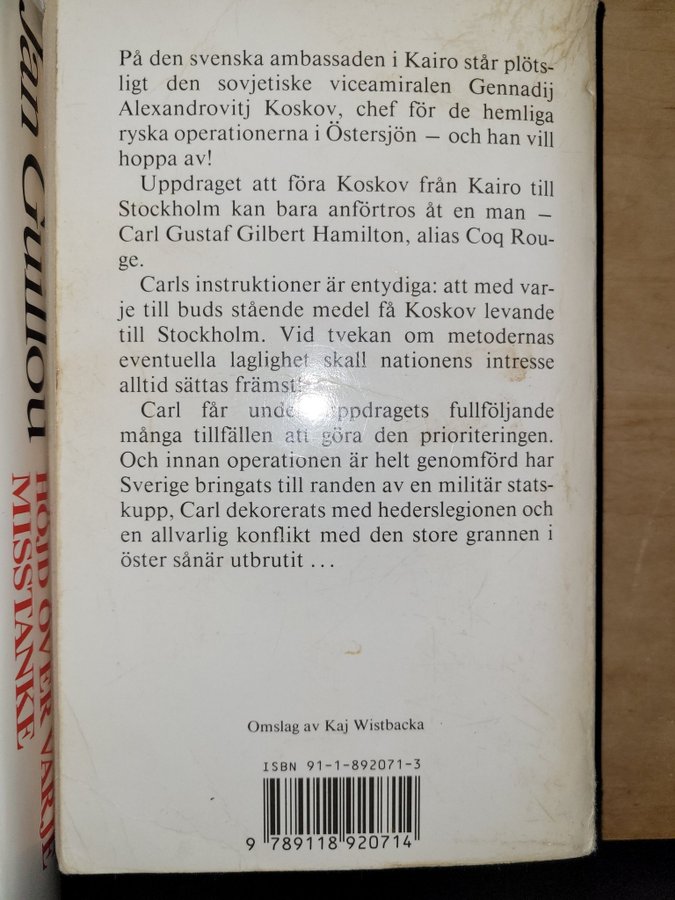 Jan Guillou
HÖJD ÖVER VARJE
MISSTANKE
På den svenska ambassaden i Kairo står plöts-
ligt den sovjetiske viceamiralen Gennadij
Alexandrovitj Koskov, chef för de hemliga
ryska operationerna i Östersjön – och han vill
hoppa av!
Uppdraget att föra Koskov från Kairo till
Stockholm kan bara anförtros åt en man –
Carl Gustaf Gilbert Hamilton, alias Coq Rou-
ge.
Carls instruktioner är entydiga: att med var-
je till buds stående medel få Koskov levande
till Stockholm. Vid tvekan om metodernas
eventuella laglighet skall nationens intresse
alltid sättas främst.
Carl får under uppdragets fullföljande
många tillfällen att göra den prioriteringen.
Och innan operationen är helt genomförd har
Sverige bringats till randen av en militär stats-
kupp, Carl dekorerats med hederslegionen och
en allvarlig konflikt med den store grannen i
öster sånär utbrutit ...
Omslag av Kaj Wistbacka
ISBN 91-1-892071-3
9 789118 920714